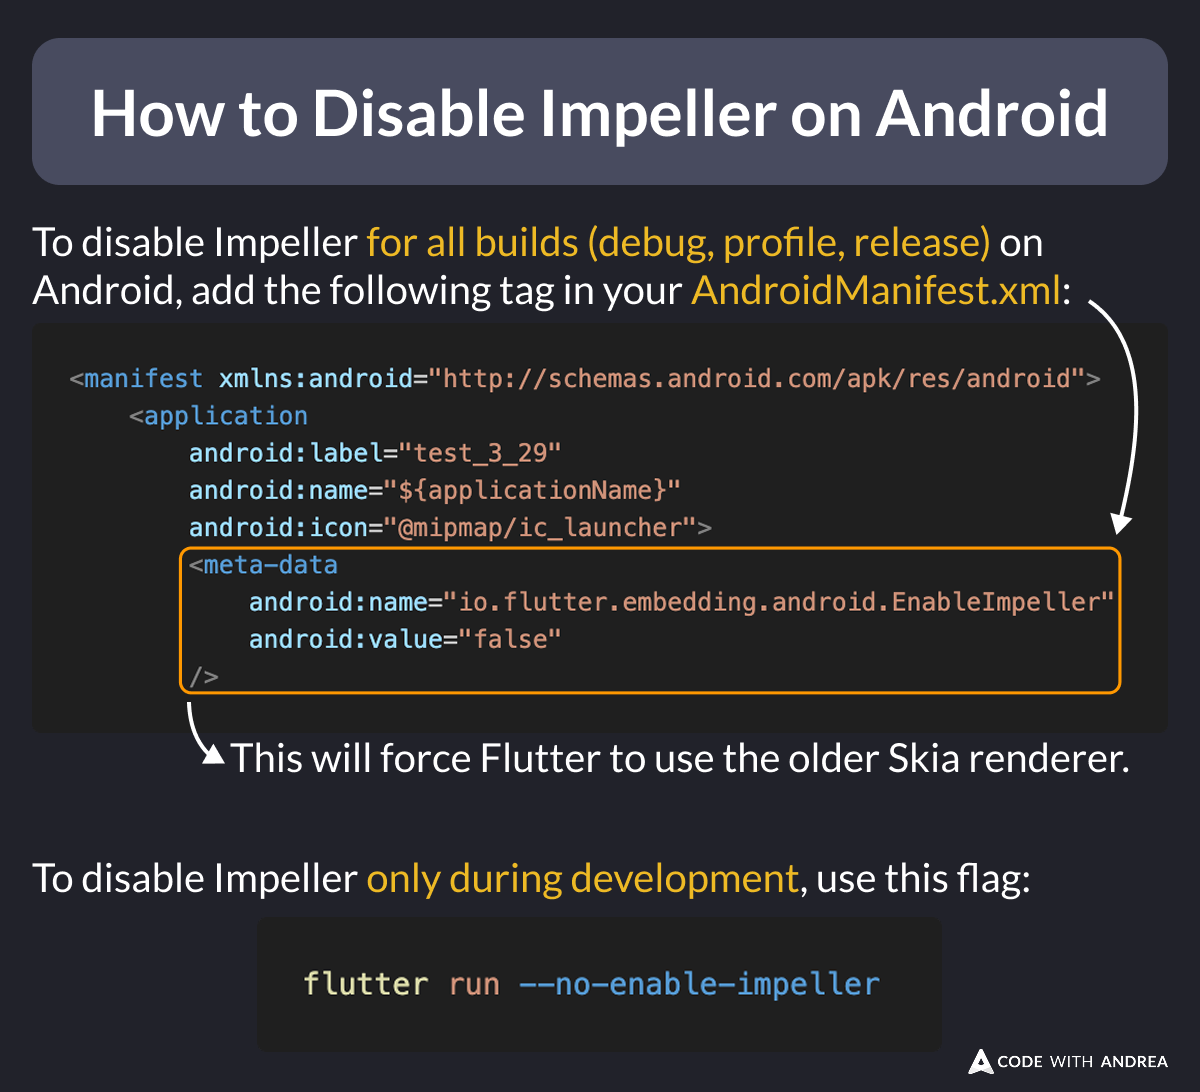 How to Disable Impeller on Android
To disable Impeller for all builds (debug, profile, release) on
Android, add the following tag in your AndroidManifest.xml:
<manifest xmlns:android="http://schemas.android.com/apk/res/android">
    <application
        android:label="test_3_29"
        android:name="${applicationName}"
        android:icon="@mipmap/ic_launcher">
        <meta-data
            android:name="io.flutter.embedding.android.EnableImpeller"
            android:value="false"
        />
This will force Flutter to use the older Skia renderer.
To disable Impeller only during development, use this flag:
flutter run --no-enable-impeller
CODE WITH ANDREA